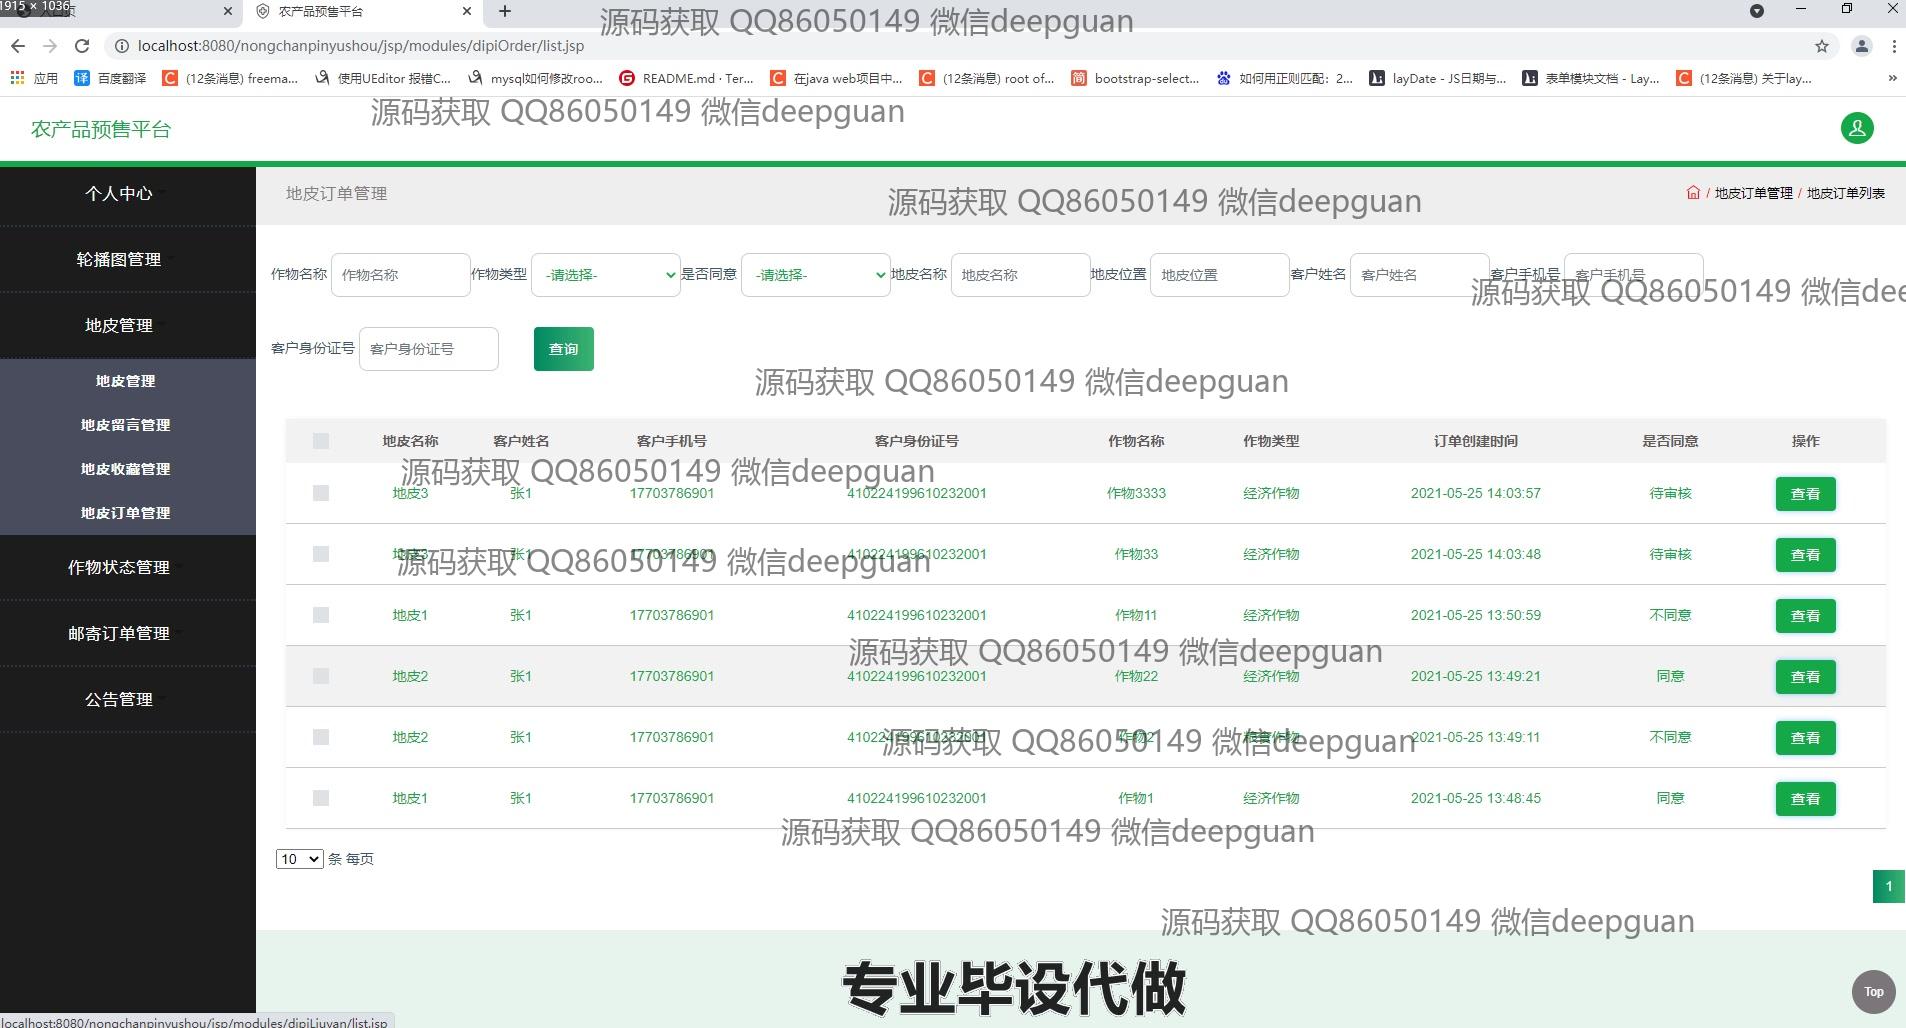 1915 × 1036
农产品预售平台
源码获取 QQ86050149 微信deepguan
localhost:8080/nongchanpinyushou/jsp/modules/dipiOrder/list.jsp
应用 百度翻译 (12条消息) freema... 使用UEditor 报错C... mysql如何修改roo... README.md · Ter... 在java web项目中... (12条消息) root of... bootstrap-select... 如何用正则匹配：2... layDate - JS日期与... 表单模块文档 - Lay... (12条消息) 关于lay... »
源码获取 QQ86050149 微信deepguan
农产品预售平台
个人中心
轮播图管理
地皮管理
地皮管理
地皮留言管理
地皮收藏管理
地皮订单管理
作物状态管理
邮寄订单管理
公告管理
地皮订单管理
源码获取 QQ86050149 微信deepguan
/ 地皮订单管理 / 地皮订单列表
作物名称 作物名称 作物类型 -请选择- 是否同意 -请选择- 地皮名称 地皮名称 地皮位置 地皮位置 客户姓名 客户姓名 客户手机号 客户手机号
源码获取 QQ86050149 微信dee
客户身份证号 客户身份证号 查询
源码获取 QQ86050149 微信deepguan
地皮名称 客户姓名 客户手机号 客户身份证号 作物名称 作物类型 订单创建时间 是否同意 操作
源码获取 QQ86050149 微信deepguan
地皮3 张1 17703786901 410224199610232001 作物3333 经济作物 2021-05-25 14:03:57 待审核 查看
地皮3 张1 17703786901 410224199610232001 作物33 经济作物 2021-05-25 14:03:48 待审核 查看
源码获取 QQ86050149 微信deepguan
地皮1 张1 17703786901 410224199610232001 作物11 经济作物 2021-05-25 13:50:59 不同意 查看
源码获取 QQ86050149 微信deepguan
地皮2 张1 17703786901 410224199610232001 作物22 经济作物 2021-05-25 13:49:21 同意 查看
地皮2 张1 17703786901 410224199610232001 作物2 2021-05-25 13:49:11 不同意 查看
源码获取 QQ86050149 微信deepguan
地皮1 张1 17703786901 410224199610232001 作物1 经济作物 2021-05-25 13:48:45 同意 查看
源码获取 QQ86050149 微信deepguan
10 条 每页
1
源码获取 QQ86050149 微信deepguan
专业毕设代做
Top
localhost:8080/nongchanpinyushou/jsp/modules/dipiLiuyan/list.jsp